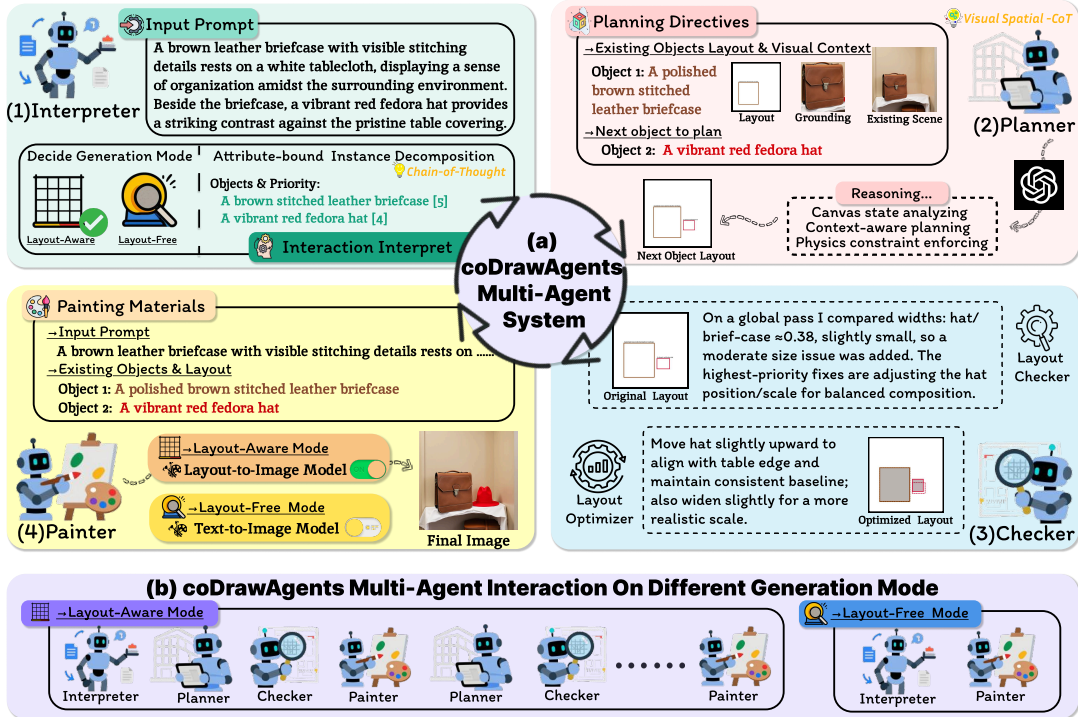 Input Prompt
A brown leather briefcase with visible stitching
details rests on a white tablecloth, displaying a sense
of organization amidst the surrounding environment.
Beside the briefcase, a vibrant red fedora hat provides
a striking contrast against the pristine table covering.
(1)Interpreter
Decide Generation Mode
Layout-Aware
Layout-Free
Attribute-bound Instance Decomposition
Chain-of-Thought
Objects & Priority:
A brown stitched leather briefcase [5]
A vibrant red fedora hat [4]
Interaction Interpret
Planning Directives
Visual Spatial -CoT
→Existing Objects Layout & Visual Context
Object 1: A polished
brown stitched
leather briefcase
Layout
Grounding
Existing Scene
→Next object to plan
Object 2: A vibrant red fedora hat
(2)Planner
Reasoning...
Canvas state analyzing
Context-aware planning
Physics constraint enforcing
Next Object Layout
(a)
coDrawAgents
Multi-Agent
System
Painting Materials
→Input Prompt
A brown leather briefcase with visible stitching details rests on ......
→Existing Objects & Layout
Object 1: A polished brown stitched leather briefcase
Object 2: A vibrant red fedora hat
(4)Painter
→Layout-Aware Mode
Layout-to-Image Model
→Layout-Free Mode
Text-to-Image Model
Final Image
Original Layout
On a global pass I compared widths: hat/
brief-case ≈0.38, slightly small, so a
moderate size issue was added. The
highest-priority fixes are adjusting the hat
position/scale for balanced composition.
Layout
Checker
Layout
Optimizer
Move hat slightly upward to
align with table edge and
maintain consistent baseline;
also widen slightly for a more
realistic scale.
Optimized Layout
(3)Checker
(b) coDrawAgents Multi-Agent Interaction On Different Generation Mode
→Layout-Aware Mode
Interpreter
Planner
Checker
Painter
Planner
Checker
Painter
→Layout-Free Mode
Interpreter
Painter